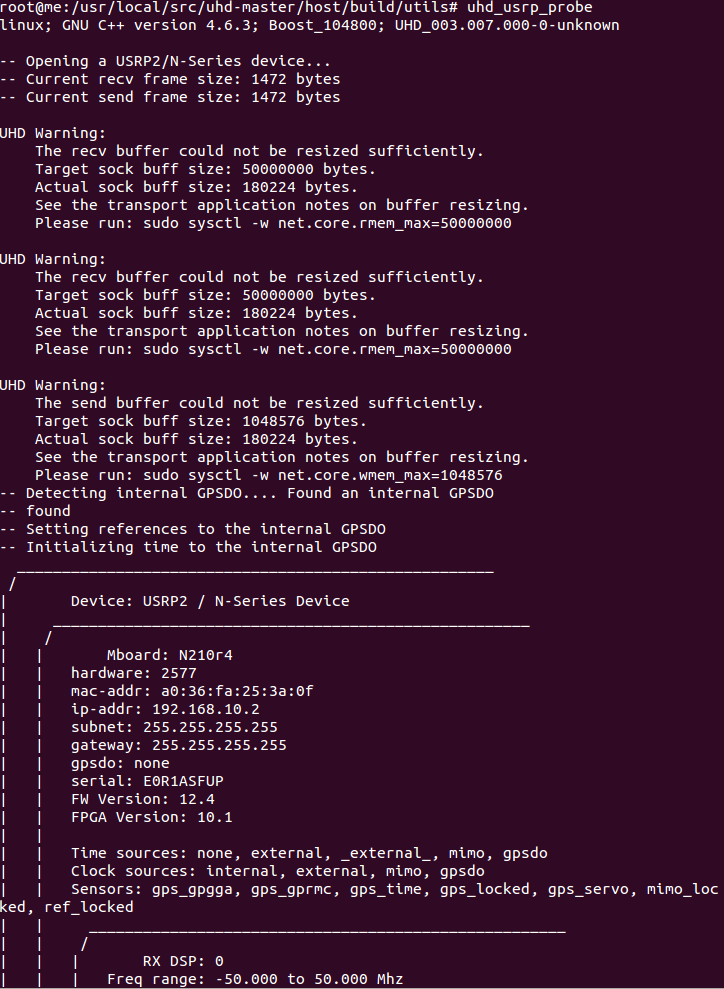 root@me:/usr/local/src/uhd-master/host/build/utils# uhd_usrp_probe
linux; GNU C++ version 4.6.3; Boost_104800; UHD_003.007.000-0-unknown
-- Opening a USRP2/N-Series device...
-- Current recv frame size: 1472 bytes
-- Current send frame size: 1472 bytes
UHD Warning:
    The recv buffer could not be resized sufficiently.
    Target sock buff size: 50000000 bytes.
    Actual sock buff size: 180224 bytes.
    See the transport application notes on buffer resizing.
    Please run: sudo sysctl -w net.core.rmem_max=50000000
UHD Warning:
    The recv buffer could not be resized sufficiently.
    Target sock buff size: 50000000 bytes.
    Actual sock buff size: 180224 bytes.
    See the transport application notes on buffer resizing.
    Please run: sudo sysctl -w net.core.rmem_max=50000000
UHD Warning:
    The send buffer could not be resized sufficiently.
    Target sock buff size: 1048576 bytes.
    Actual sock buff size: 180224 bytes.
    See the transport application notes on buffer resizing.
    Please run: sudo sysctl -w net.core.wmem_max=1048576
-- Detecting internal GPSDO.... Found an internal GPSDO
-- found
-- Setting references to the internal GPSDO
-- Initializing time to the internal GPSDO
  _____________________________________________________
 /
|       Device: USRP2 / N-Series Device
|     _____________________________________________________
|    /
|   |       Mboard: N210r4
|   |   hardware: 2577
|   |   mac-addr: a0:36:fa:25:3a:0f
|   |   ip-addr: 192.168.10.2
|   |   subnet: 255.255.255.255
|   |   gateway: 255.255.255.255
|   |   gpsdo: none
|   |   serial: E0R1ASFUP
|   |   FW Version: 12.4
|   |   FPGA Version: 10.1
|   |
|   |   Time sources: none, external, _external_, mimo, gpsdo
|   |   Clock sources: internal, external, mimo, gpsdo
|   |   Sensors: gps_gpgga, gps_gprmc, gps_time, gps_locked, gps_servo, mimo_loc
ked, ref_locked
|   |     _____________________________________________________
|   |    /
|   |   |       RX DSP: 0
|   |   |   Freq range: -50.000 to 50.000 Mhz